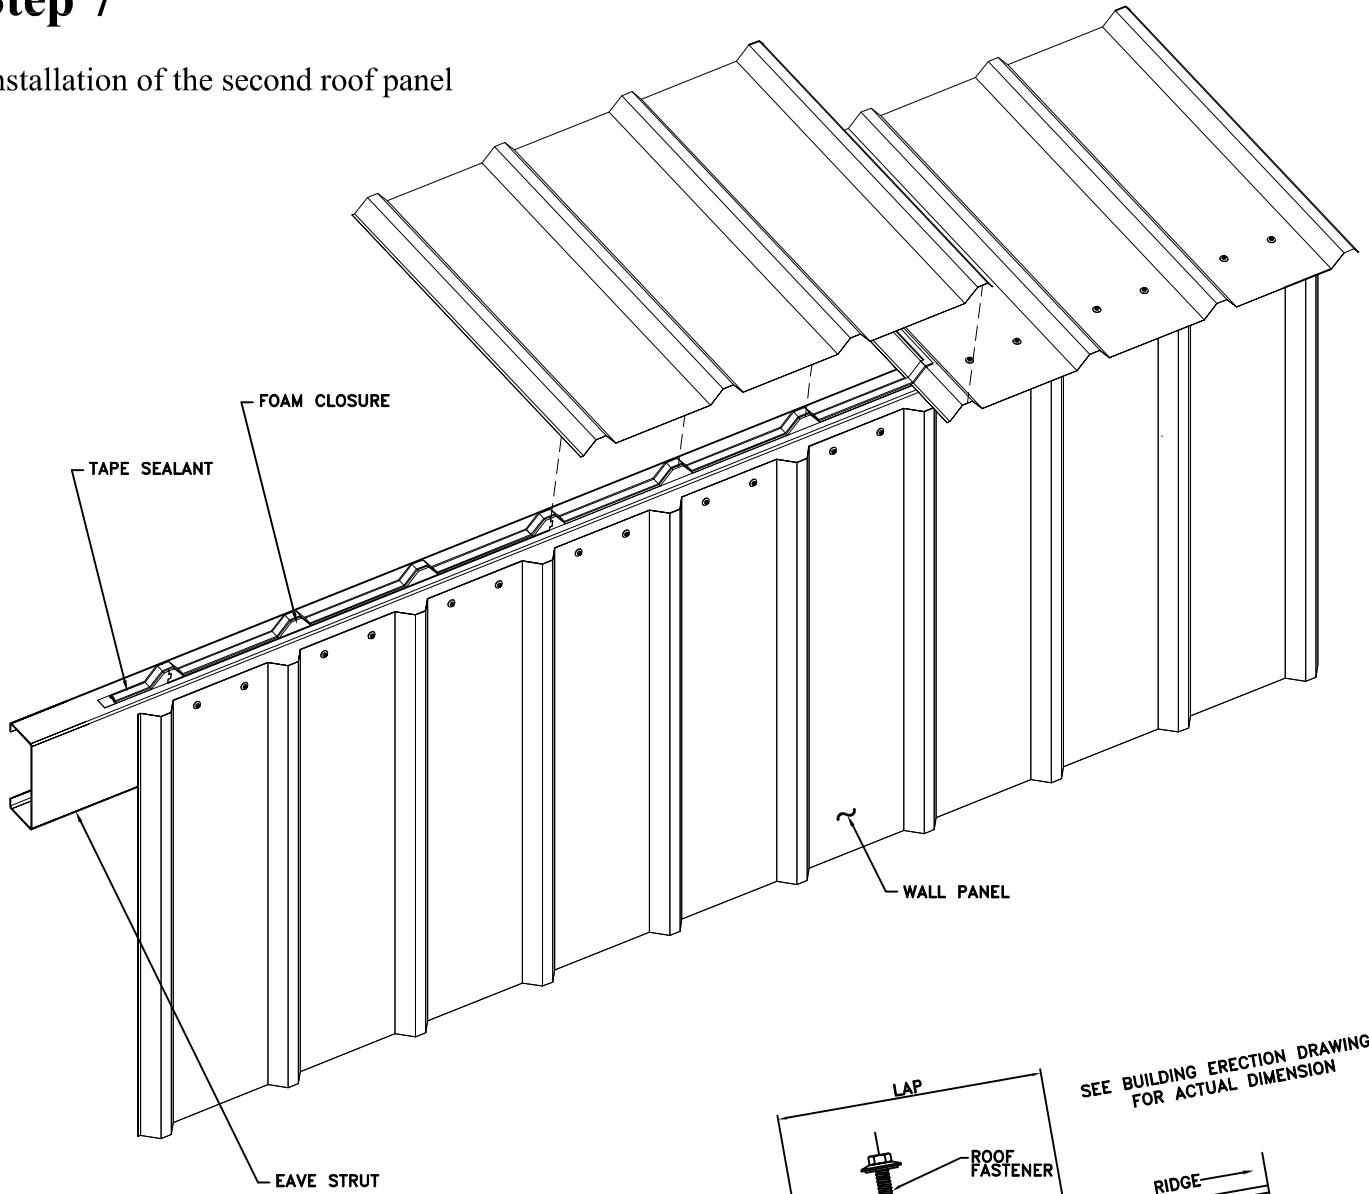 Step 7
nstallation of the second roof panel
FOAM CLOSURE
TAPE SEALANT
WALL PANEL
EAVE STRUT
LAP
SEE BUILDING ERECTION DRAWING
FOR ACTUAL DIMENSION
ROOF
FASTENER
RIDGE